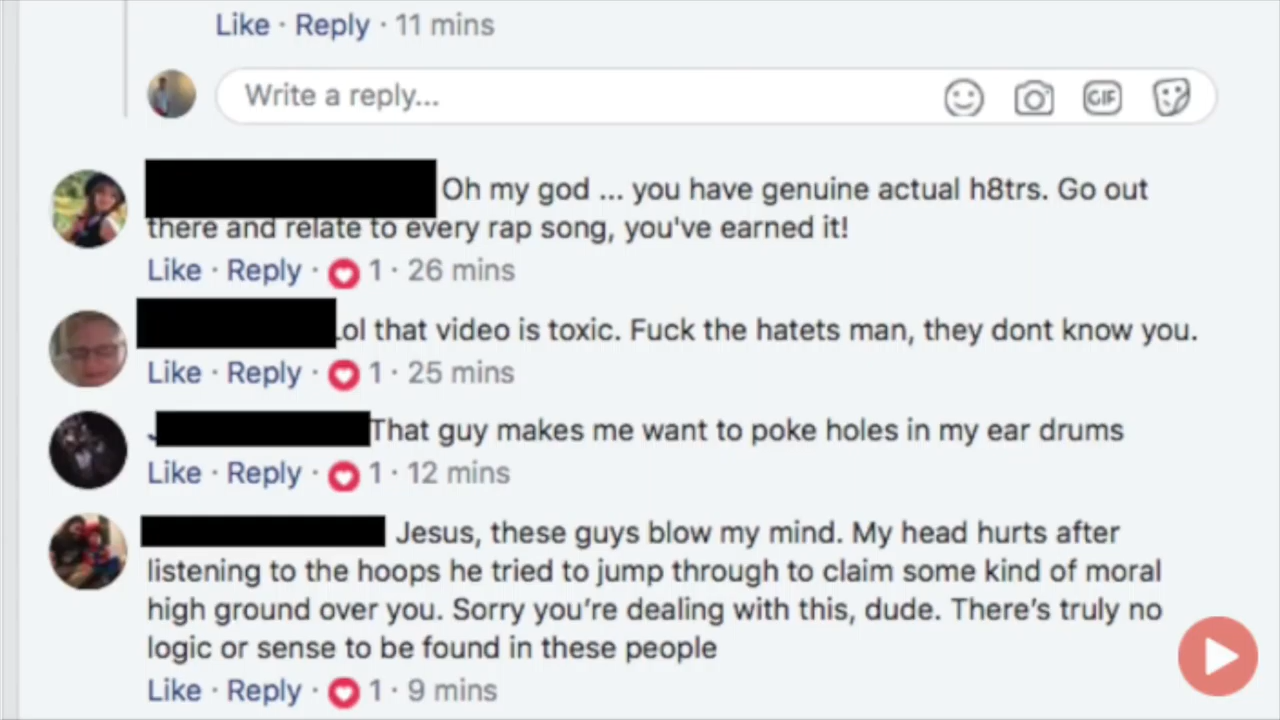 Like · Reply · 11 mins
Write a reply...
GIF
Oh my god ... you have genuine actual h8trs. Go out
there and relate to every rap song, you've earned it!
Like · Reply · 1 · 26 mins
Lol that video is toxic. Fuck the hatets man, they dont know you.
Like · Reply · 1 · 25 mins
That guy makes me want to poke holes in my ear drums
Like · Reply · 1 · 12 mins
Jesus, these guys blow my mind. My head hurts after
listening to the hoops he tried to jump through to claim some kind of moral
high ground over you. Sorry you’re dealing with this, dude. There’s truly no
logic or sense to be found in these people
Like · Reply · 1 · 9 mins